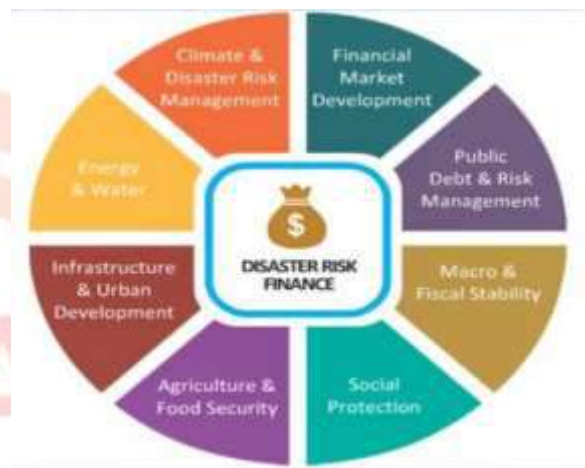 Climate &
Disaster Risk
Management
Financial
Market
Development
Public
Debt & Risk
Management
Macro &
Fiscal Stability
Social
Protection
Agriculture &
Food Security
Infrastructure
& Urban
Development
Energy
& Water
$
DISASTER RISK
FINANCE